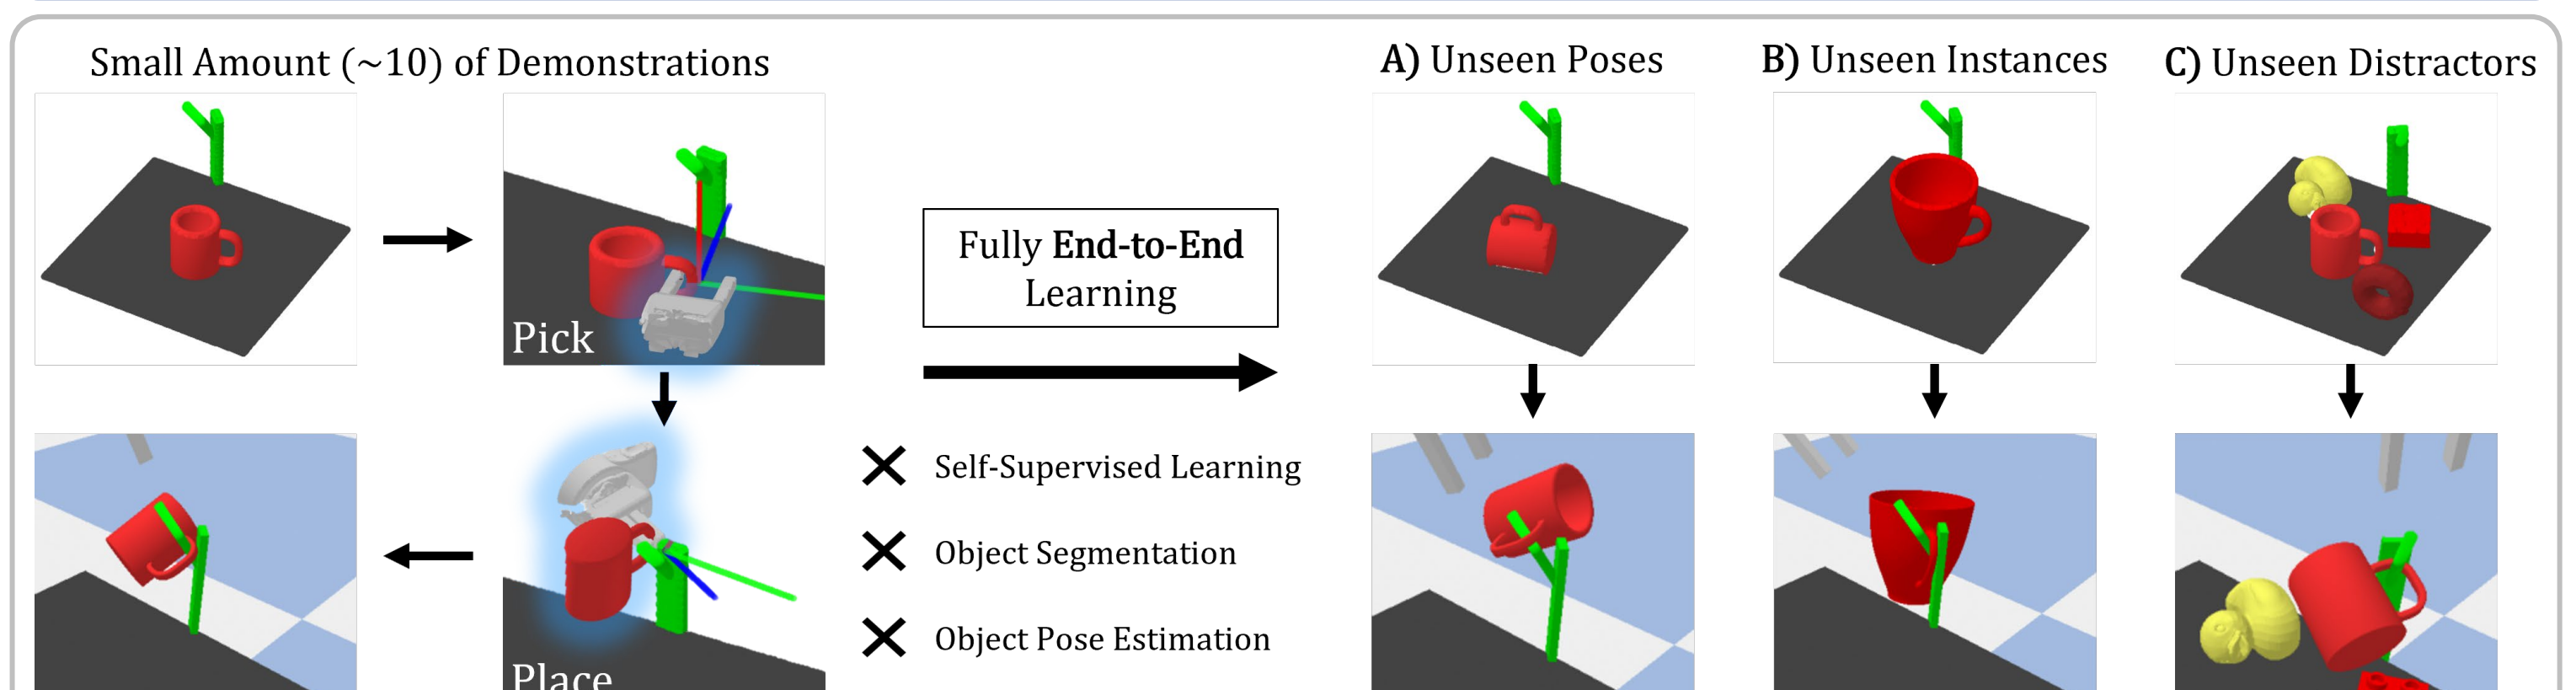 Small Amount (~10) of Demonstrations
A) Unseen Poses
B) Unseen Instances
C) Unseen Distractors
Pick
Fully End-to-End
Learning
Self-Supervised Learning
Object Segmentation
Object Pose Estimation
Place